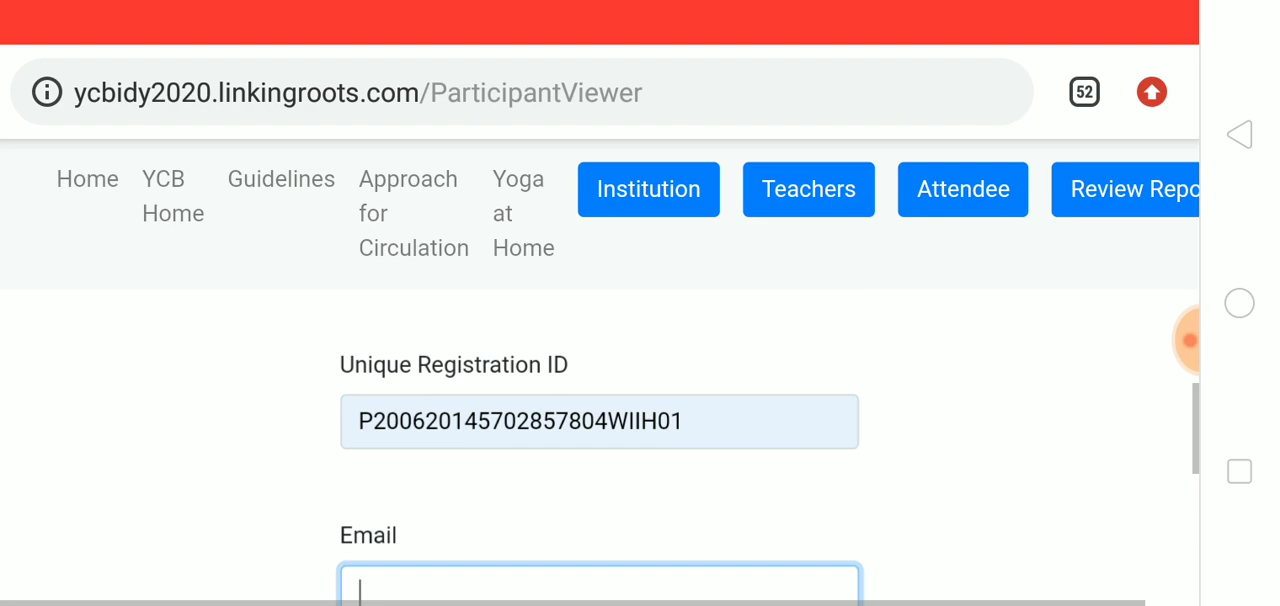 ycbidy2020.linkingroots.com/ParticipantViewer
52
Home YCB Home Guidelines Approach for Circulation Yoga at Home Institution Teachers Attendee Review Repo
Unique Registration ID
P200620145702857804WIIH01
Email